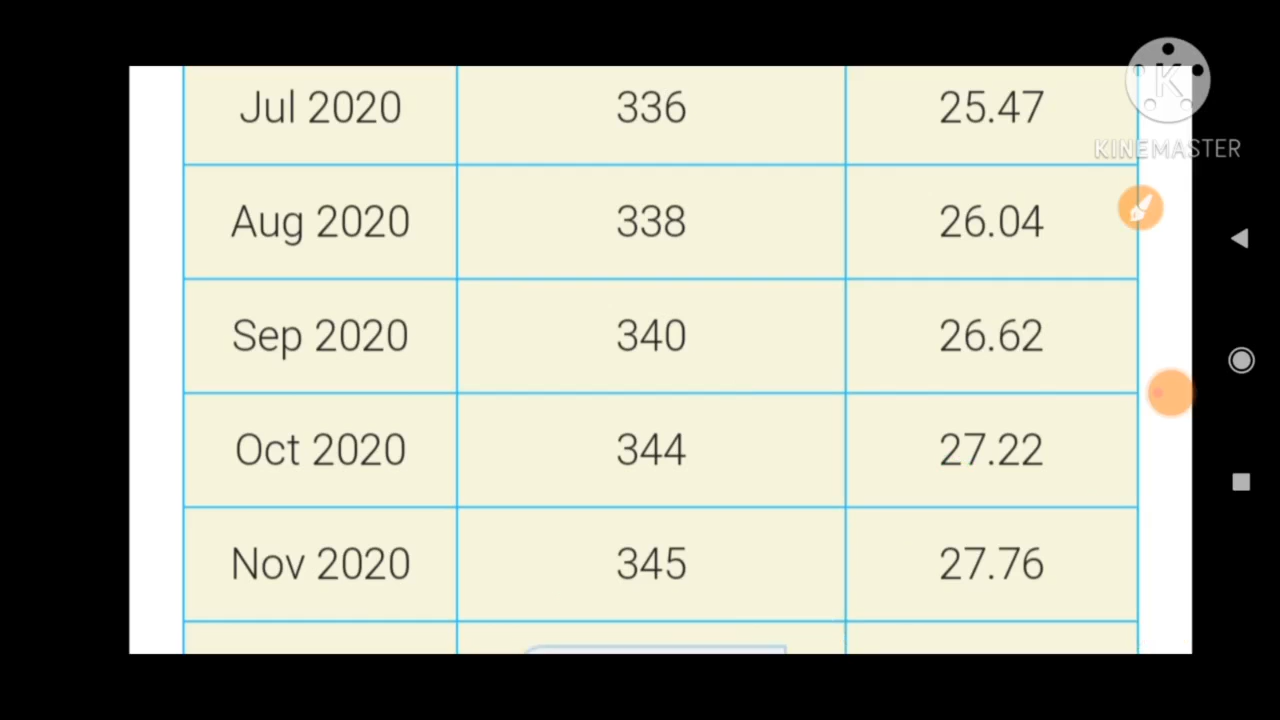 Jul 2020 336 25.47
K
KINEMASTER
Aug 2020 338 26.04
Sep 2020 340 26.62
Oct 2020 344 27.22
Nov 2020 345 27.76